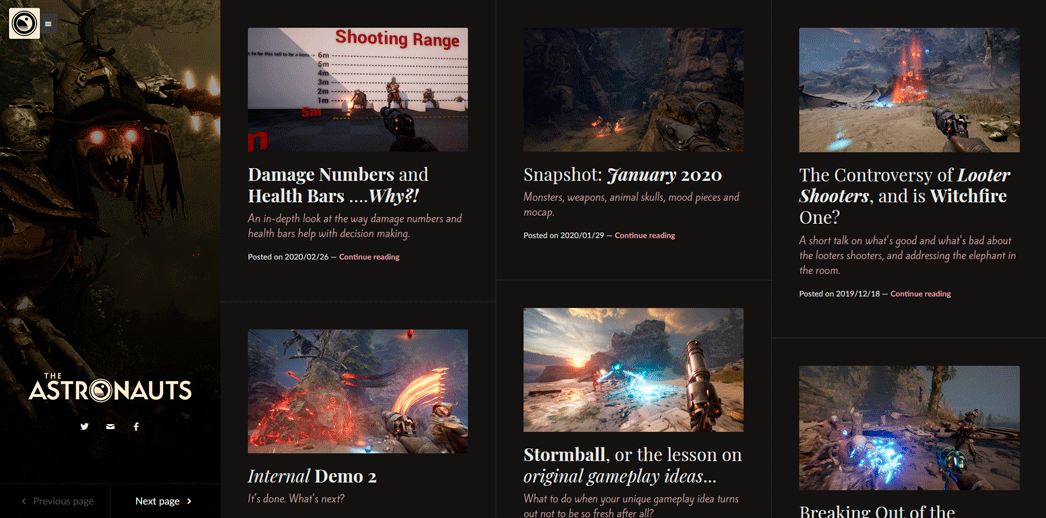 THE
ASTRONAUTS
Previous page
Next page
Shooting Range
6m
5m
4m
3m
2m
1m
5m
Damage Numbers and
Health Bars ....Why?!
An in-depth look at the way damage numbers and
health bars help with decision making.
Posted on 2020/02/26 — Continue reading
Internal Demo 2
It's done. What's next?
Snapshot: January 2020
Monsters, weapons, animal skulls, mood pieces and
mocap.
Posted on 2020/01/29 — Continue reading
Stormball, or the lesson on
original gameplay ideas...
What to do when your unique gameplay idea turns
out not to be so fresh after all?
The Controversy of Looter
Shooters, and is Witchfire
One?
A short talk on what's good and what's bad about
the looters shooters, and addressing the elephant in
the room.
Posted on 2019/12/18 — Continue reading
Breaking Out of the